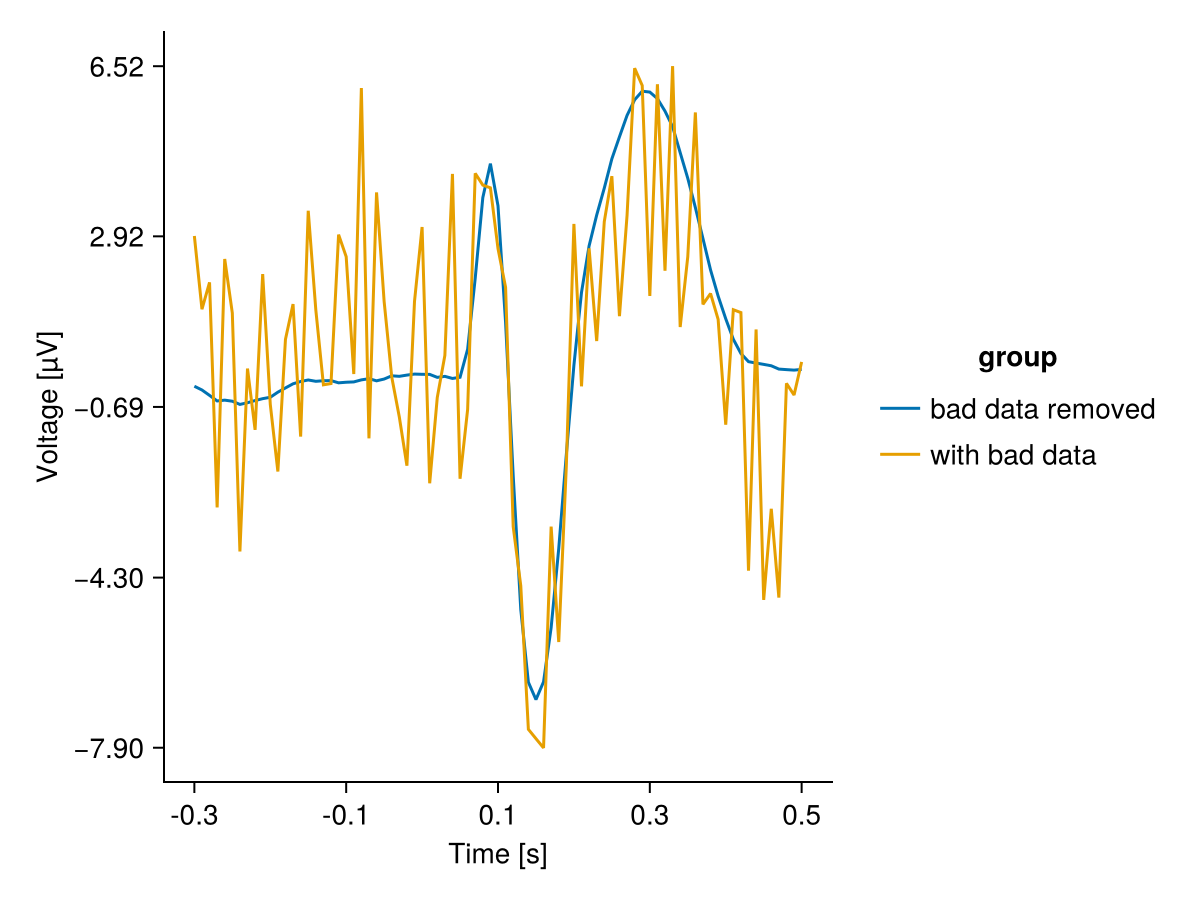 6.52
2.92
−0.69
−4.30
−7.90
Voltage [µV]
-0.3
-0.1
0.1
0.3
0.5
Time [s]
group
bad data removed
with bad data